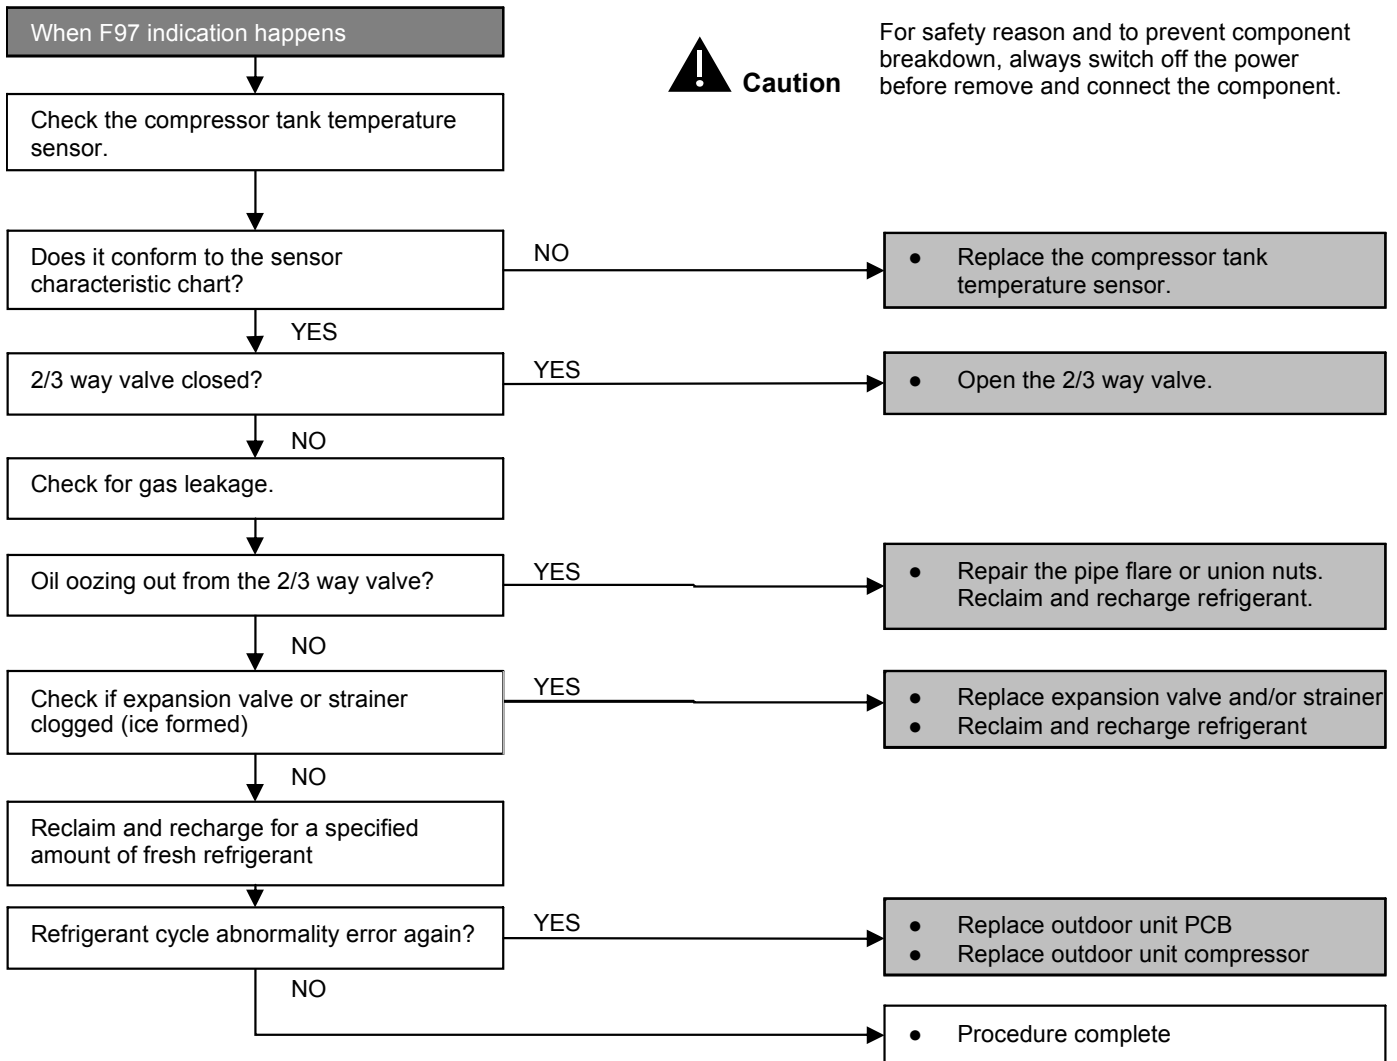 When F97 indication happens
Caution
For safety reason and to prevent component
breakdown, always switch off the power
before remove and connect the component.
Check the compressor tank temperature
sensor.
Does it conform to the sensor
characteristic chart?
NO
● Replace the compressor tank
temperature sensor.
YES
2/3 way valve closed?
YES
● Open the 2/3 way valve.
NO
Check for gas leakage.
Oil oozing out from the 2/3 way valve?
YES
● Repair the pipe flare or union nuts.
Reclaim and recharge refrigerant.
NO
Check if expansion valve or strainer
clogged (ice formed)
YES
● Replace expansion valve and/or strainer
● Reclaim and recharge refrigerant
NO
Reclaim and recharge for a specified
amount of fresh refrigerant
Refrigerant cycle abnormality error again?
YES
● Replace outdoor unit PCB
● Replace outdoor unit compressor
NO
● Procedure complete